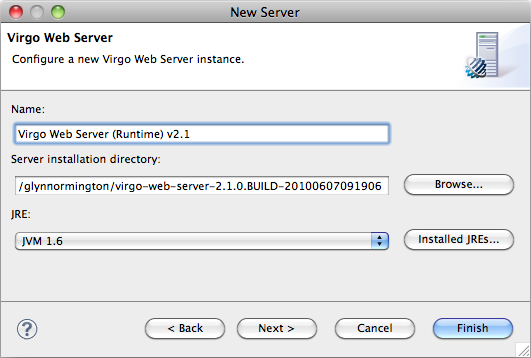 New Server
Virgo Web Server
Configure a new Virgo Web Server instance.
Name:
Virgo Web Server (Runtime) v2.1
Server installation directory:
/glynnormington/virgo-web-server-2.1.0.BUILD-20100607091906
Browse...
JRE:
JVM 1.6
Installed JREs...
?
< Back
Next >
Cancel
Finish